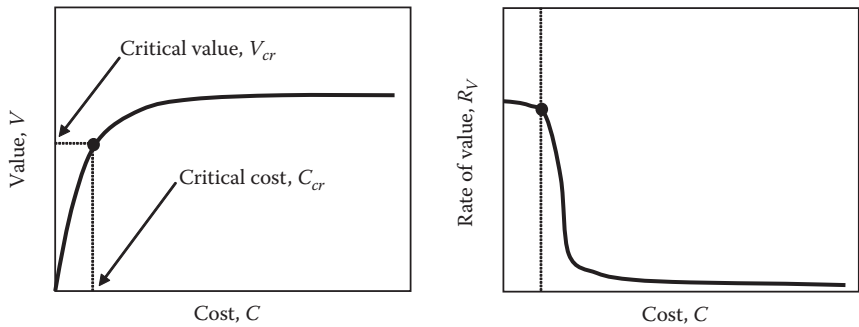 Critical value, V_cr
Critical cost, C_cr
Value, V
Cost, C
Rate of value, R_V
Cost, C